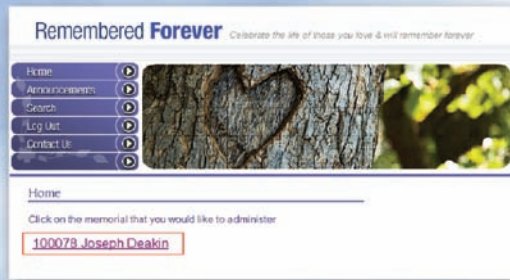 Remembered Forever Celebrate the life of those you love & will remember forever
Home
Announcements
Search
Log Out
Contact Us
Home
Click on the memorial that you would like to administer
100078 Joseph Deakin